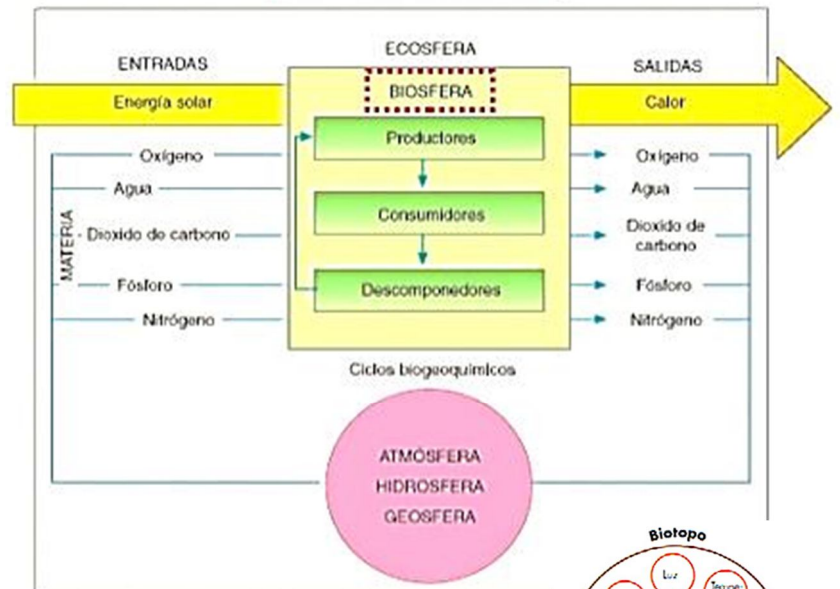 ECOSFERA
ENTRADAS
SALIDAS
BIOSFERA
Energía solar
Calor
Productores
Oxígeno
Oxígeno
Agua
Agua
Consumidores
MATERIA
Dioxido de carbono
Dioxido de
carbono
Fósforo
Fósforo
Descomponedores
Nitrógeno
Nitrógeno
Ciclos biogeoquímicos
ATMÓSFERA
HIDROSFERA
GEOSFERA
Biotopo
Luz